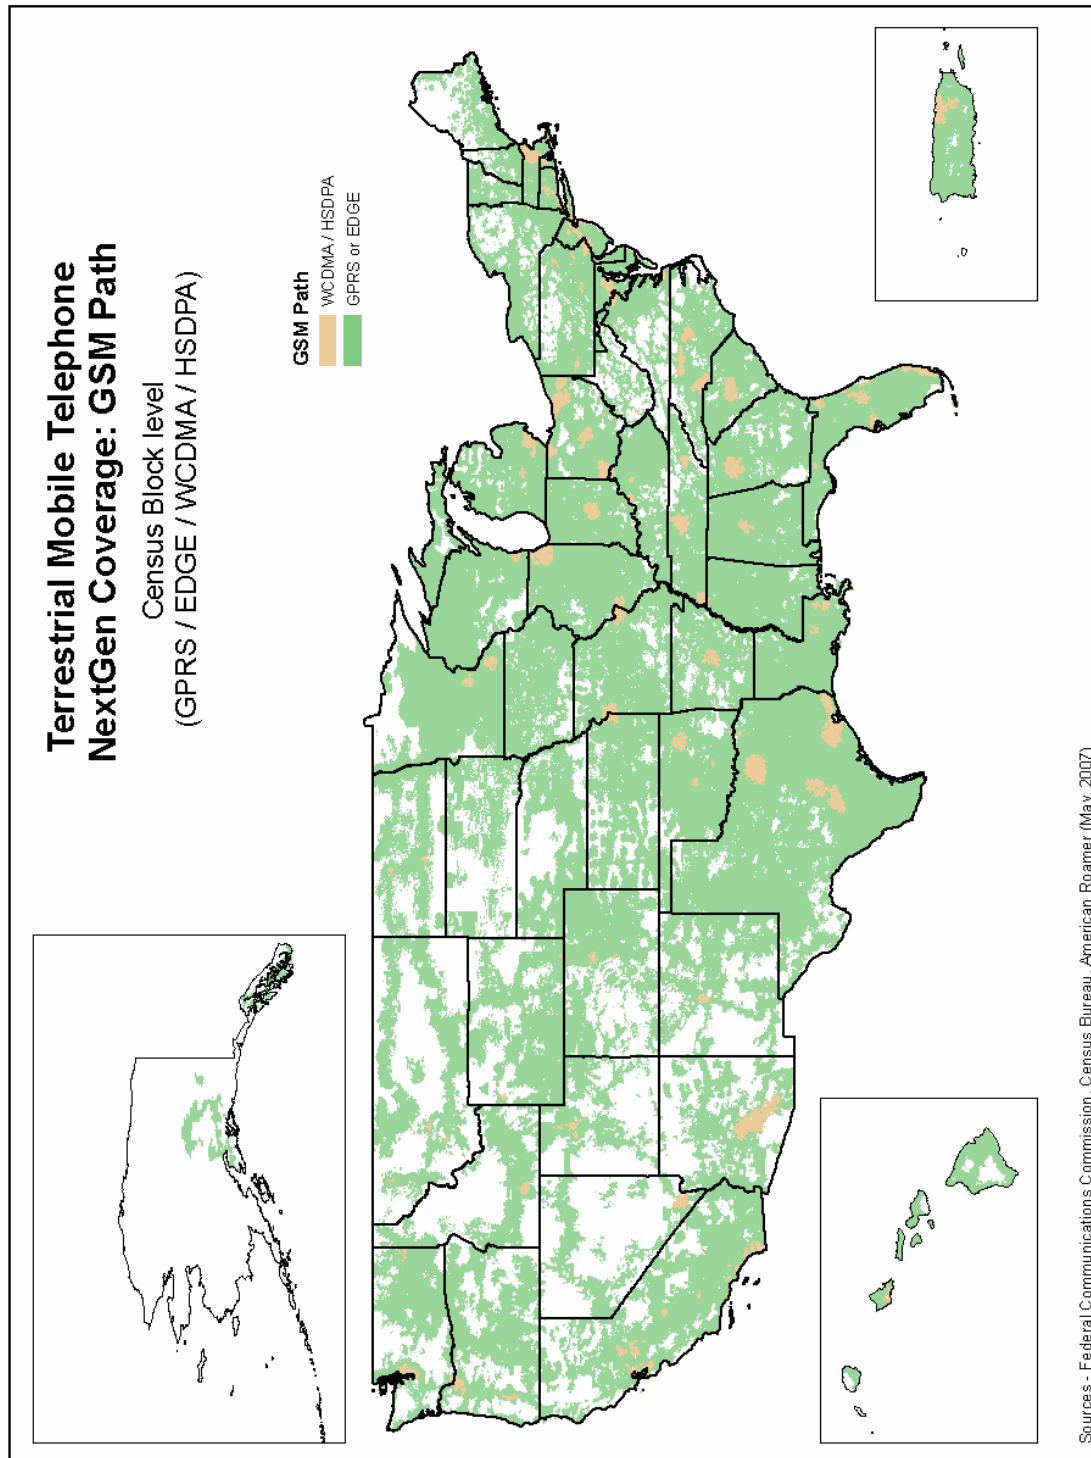 Terrestrial Mobile Telephone
NextGen Coverage: GSM Path
Census Block level
(GPRS / EDGE / WCDMA / HSDPA)
GSM Path
WCDMA / HSDPA
GPRS or EDGE
Sources - Federal Communications Commission, Census Bureau, American Roamer (May, 2007)